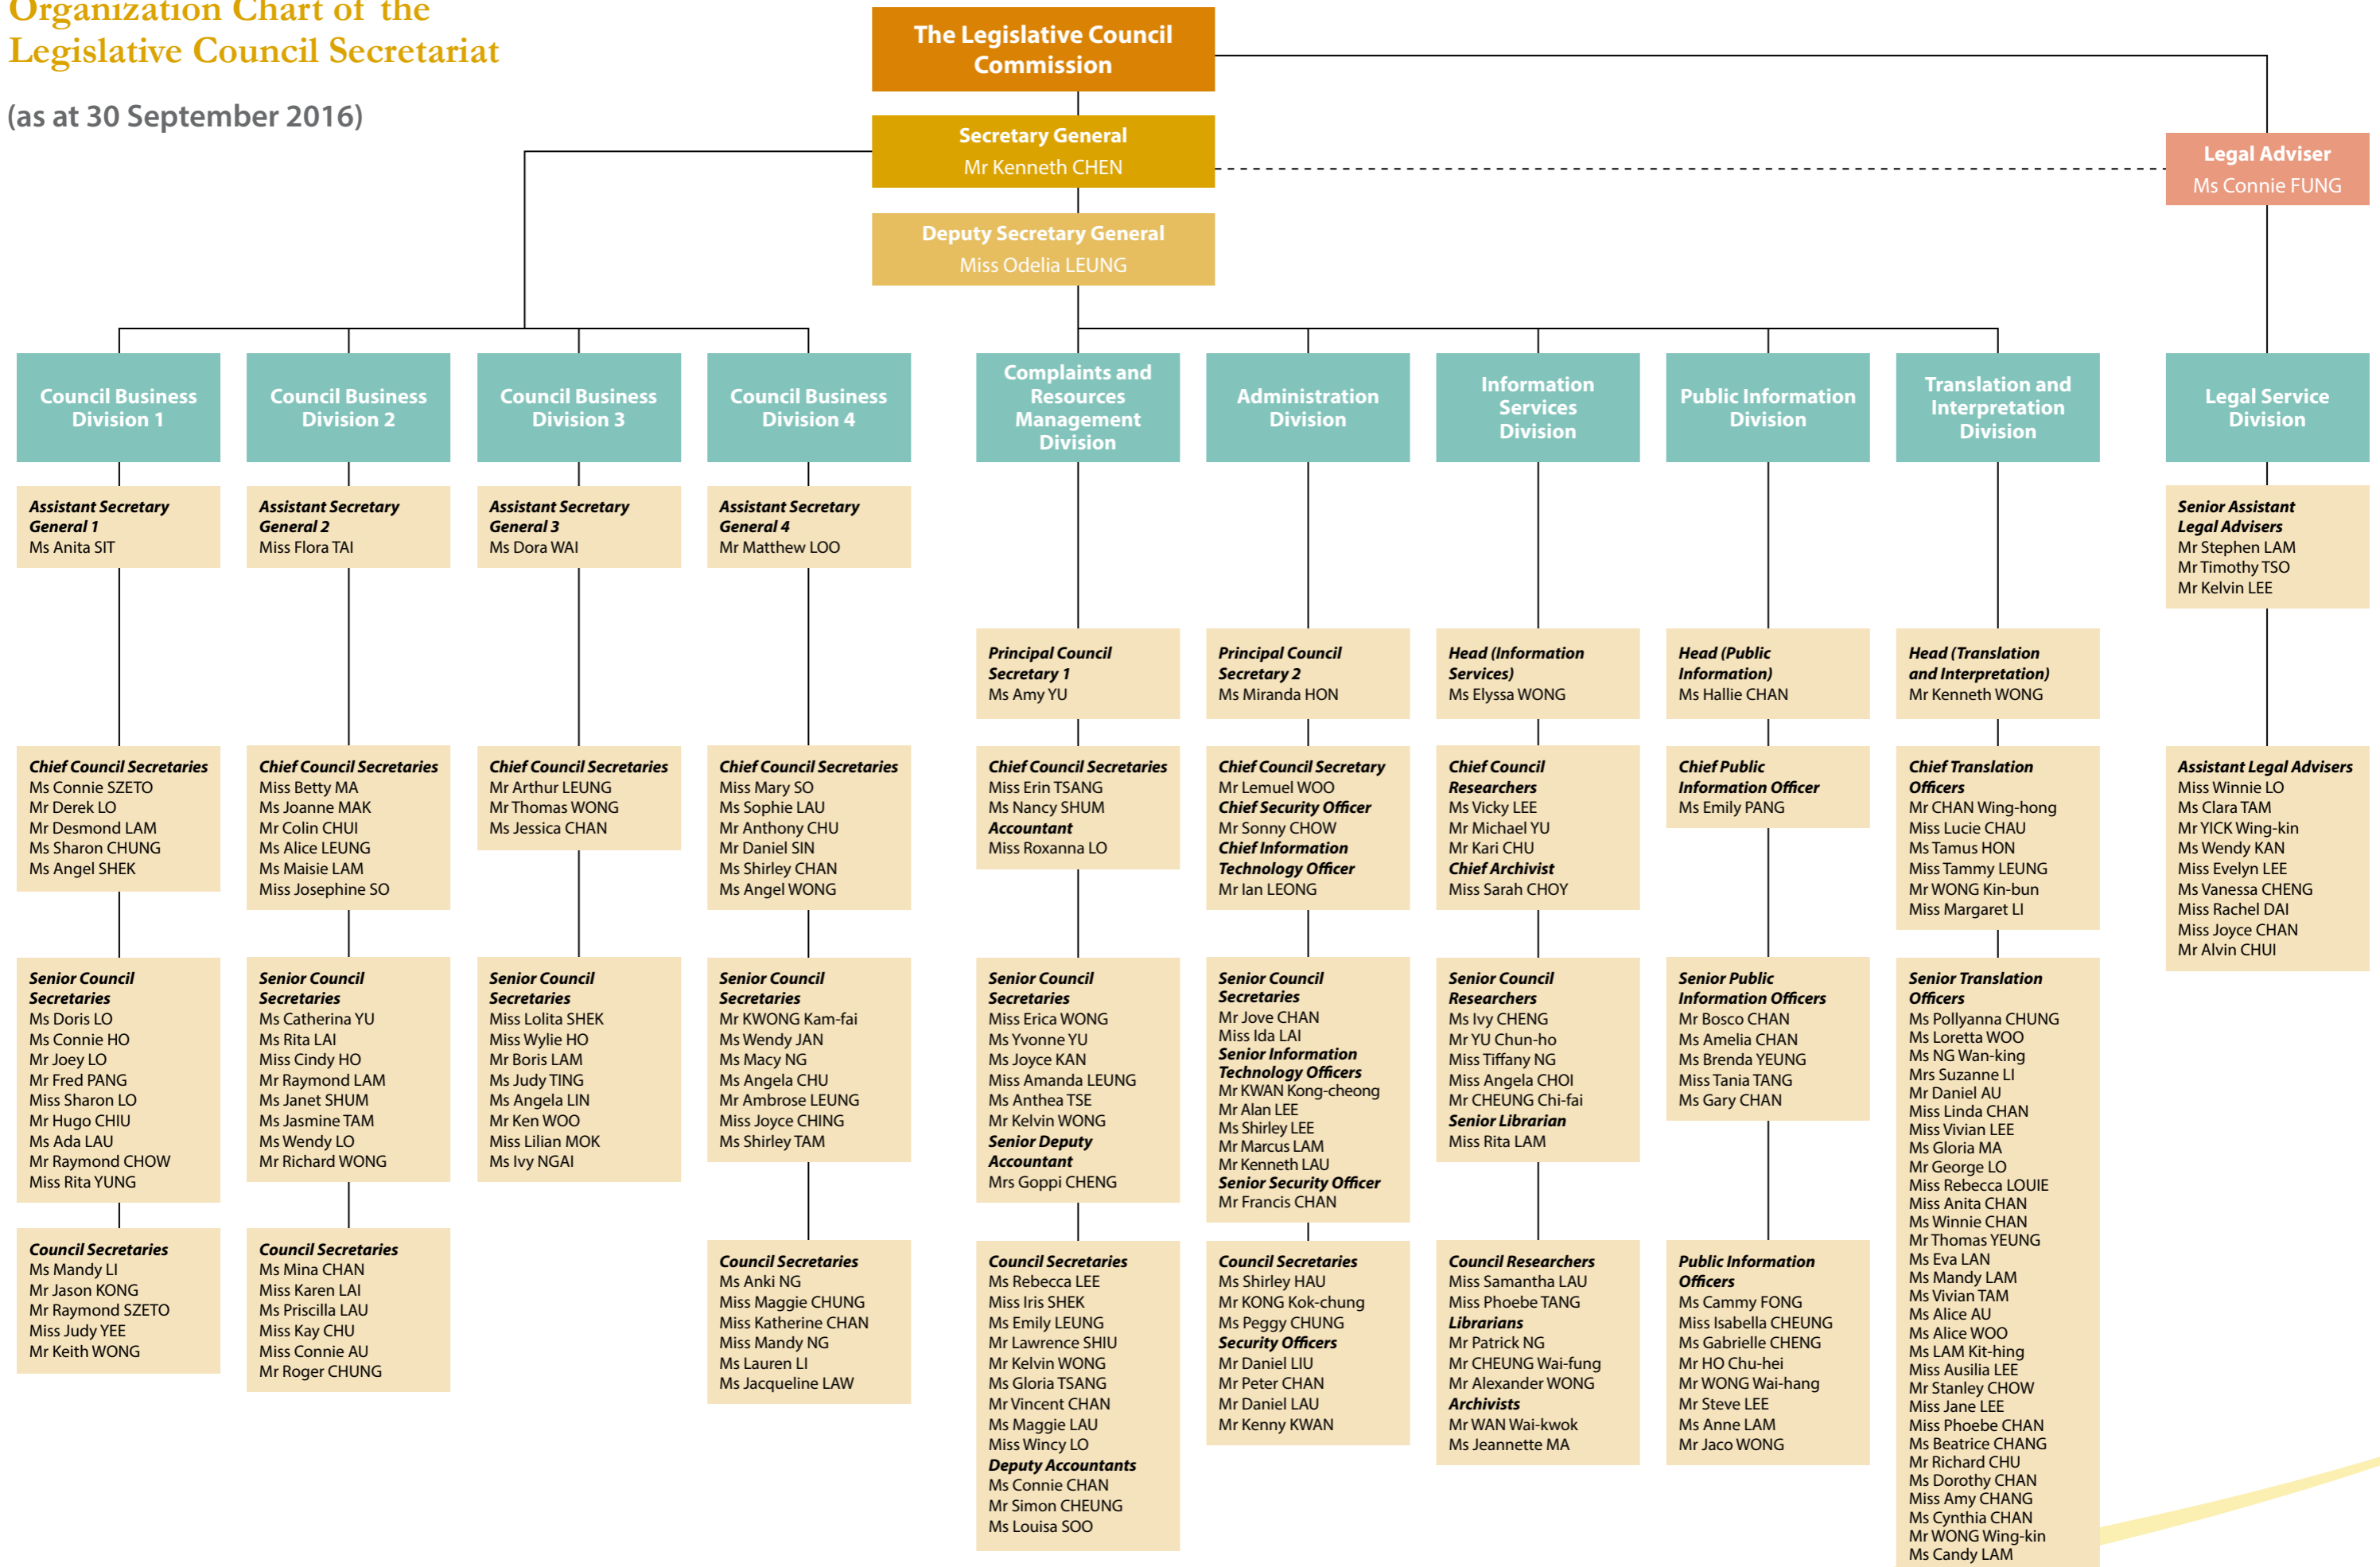 Organization Chart of the
Legislative Council Secretariat
(as at 30 September 2016)
The Legislative Council
Commission
Secretary General
Mr Kenneth CHEN
Deputy Secretary General
Miss Odelia LEUNG
Legal Adviser
Ms Connie FUNG
Council Business
Division 1
Assistant Secretary
General 1
Ms Anita SIT
Chief Council Secretaries
Ms Connie SZETO
Mr Derek LO
Mr Desmond LAM
Ms Sharon CHUNG
Ms Angel SHEK
Senior Council
Secretaries
Ms Doris LO
Ms Connie HO
Mr Joey LO
Mr Fred PANG
Miss Sharon LO
Mr Hugo CHIU
Ms Ada LAU
Mr Raymond CHOW
Miss Rita YUNG
Council Secretaries
Ms Mandy LI
Mr Jason KONG
Mr Raymond SZETO
Miss Judy YEE
Mr Keith WONG
Council Business
Division 2
Assistant Secretary
General 2
Miss Flora TAI
Chief Council Secretaries
Miss Betty MA
Ms Joanne MAK
Mr Colin CHUI
Ms Alice LEUNG
Ms Maisie LAM
Miss Josephine SO
Senior Council
Secretaries
Ms Catherina YU
Ms Rita LAI
Miss Cindy HO
Mr Raymond LAM
Ms Janet SHUM
Ms Jasmine TAM
Ms Wendy LO
Mr Richard WONG
Council Secretaries
Ms Mina CHAN
Miss Karen LAI
Ms Priscilla LAU
Miss Kay CHU
Miss Connie AU
Mr Roger CHUNG
Council Business
Division 3
Assistant Secretary
General 3
Ms Dora WAI
Chief Council Secretaries
Mr Arthur LEUNG
Mr Thomas WONG
Ms Jessica CHAN
Senior Council
Secretaries
Miss Lolita SHEK
Miss Wylie HO
Mr Boris LAM
Ms Judy TING
Ms Angela LIN
Mr Ken WOO
Miss Lilian MOK
Ms Ivy NGAI
Council Business
Division 4
Assistant Secretary
General 4
Mr Matthew LOO
Chief Council Secretaries
Miss Mary SO
Ms Sophie LAU
Mr Anthony CHU
Mr Daniel SIN
Ms Shirley CHAN
Ms Angel WONG
Senior Council
Secretaries
Mr KWONG Kam-fai
Ms Wendy JAN
Ms Macy NG
Ms Angela CHU
Mr Ambrose LEUNG
Miss Joyce CHING
Ms Shirley TAM
Council Secretaries
Ms Anki NG
Miss Maggie CHUNG
Miss Katherine CHAN
Miss Mandy NG
Ms Lauren LI
Ms Jacqueline LAW
Complaints and
Resources
Management
Division
Principal Council
Secretary 1
Ms Amy YU
Chief Council Secretaries
Miss Erin TSANG
Ms Nancy SHUM
Accountant
Miss Roxanna LO
Senior Council
Secretaries
Miss Erica WONG
Ms Yvonne YU
Ms Joyce KAN
Miss Amanda LEUNG
Ms Anthea TSE
Mr Kelvin WONG
Senior Deputy
Accountant
Mrs Goppi CHENG
Council Secretaries
Ms Rebecca LEE
Miss Iris SHEK
Ms Emily LEUNG
Mr Lawrence SHIU
Mr Kelvin WONG
Ms Gloria TSANG
Mr Vincent CHAN
Ms Maggie LAU
Miss Wincy LO
Deputy Accountants
Ms Connie CHAN
Mr Simon CHEUNG
Ms Louisa SOO
Administration
Division
Principal Council
Secretary 2
Ms Miranda HON
Chief Council Secretary
Mr Lemuel WOO
Chief Security Officer
Mr Sonny CHOW
Chief Information
Technology Officer
Mr Ian LEONG
Senior Council
Secretaries
Mr Jove CHAN
Miss Ida LAI
Senior Information
Technology Officers
Mr KWAN Kong-cheong
Mr Alan LEE
Ms Shirley LEE
Mr Marcus LAM
Mr Kenneth LAU
Senior Security Officer
Mr Francis CHAN
Council Secretaries
Ms Shirley HAU
Mr KONG Kok-chung
Ms Peggy CHUNG
Security Officers
Mr Daniel LIU
Mr Peter CHAN
Mr Daniel LAU
Mr Kenny KWAN
Information
Services
Division
Head (Information
Services)
Ms Elyssa WONG
Chief Council
Researchers
Ms Vicky LEE
Mr Michael YU
Mr Kari CHU
Chief Archivist
Miss Sarah CHOY
Senior Council
Researchers
Ms Ivy CHENG
Mr YU Chun-ho
Miss Tiffany NG
Miss Angela CHOI
Mr CHEUNG Chi-fai
Senior Librarian
Miss Rita LAM
Council Researchers
Miss Samantha LAU
Miss Phoebe TANG
Librarians
Mr Patrick NG
Mr CHEUNG Wai-fung
Mr Alexander WONG
Archivists
Mr WAN Wai-kwok
Ms Jeannette MA
Public Information
Division
Head (Public
Information)
Ms Hallie CHAN
Chief Public
Information Officer
Ms Emily PANG
Senior Public
Information Officers
Mr Bosco CHAN
Ms Amelia CHAN
Ms Brenda YEUNG
Miss Tania TANG
Ms Gary CHAN
Public Information
Officers
Ms Cammy FONG
Miss Isabella CHEUNG
Ms Gabrielle CHENG
Mr HO Chu-hei
Mr WONG Wai-hang
Mr Steve LEE
Ms Anne LAM
Mr Jaco WONG
Translation and
Interpretation
Division
Head (Translation
and Interpretation)
Mr Kenneth WONG
Chief Translation
Officers
Mr CHAN Wing-hong
Miss Lucie CHAU
Ms Tamus HON
Miss Tammy LEUNG
Mr WONG Kin-bun
Miss Margaret LI
Senior Translation
Officers
Ms Pollyanna CHUNG
Ms Loretta WOO
Ms NG Wan-king
Mrs Suzanne LI
Mr Daniel AU
Miss Linda CHAN
Miss Vivian LEE
Ms Gloria MA
Mr George LO
Miss Rebecca LOUIE
Miss Anita CHAN
Ms Winnie CHAN
Mr Thomas YEUNG
Ms Eva LAN
Ms Mandy LAM
Ms Vivian TAM
Ms Alice AU
Ms Alice WOO
Ms LAM Kit-hing
Miss Ausilia LEE
Mr Stanley CHOW
Miss Jane LEE
Miss Phoebe CHAN
Ms Beatrice CHANG
Mr Richard CHU
Ms Dorothy CHAN
Miss Amy CHANG
Ms Cynthia CHAN
Mr WONG Wing-kin
Ms Candy LAM
Legal Service
Division
Senior Assistant
Legal Advisers
Mr Stephen LAM
Mr Timothy TSO
Mr Kelvin LEE
Assistant Legal Advisers
Miss Winnie LO
Ms Clara TAM
Mr YICK Wing-kin
Ms Wendy KAN
Miss Evelyn LEE
Ms Vanessa CHENG
Miss Rachel DAI
Miss Joyce CHAN
Mr Alvin CHUI